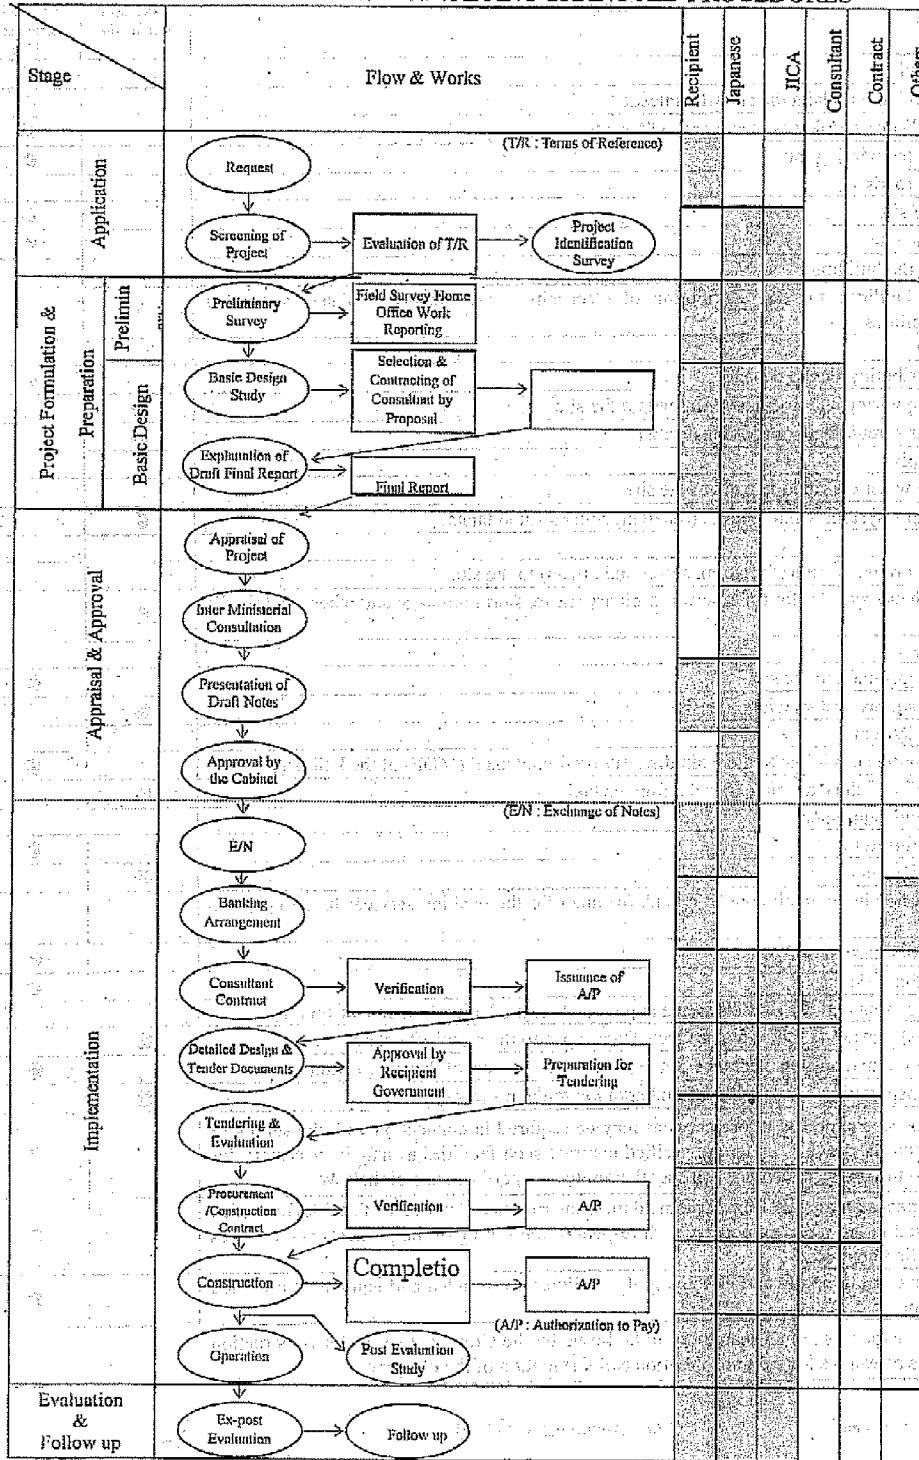 PROCEDURES
Stage
Flow & Works
Recipient
Japanese
JICA
Consultant
Contract
Others
Application
(T/R : Terms of Reference)
Request
Screening of
Project
Evaluation of T/R
Project
Identification
Survey
Project Formulation &
Preparation
Prelimin
Basic Design
Preliminary
Survey
Field Survey Home
Office Work
Reporting
Basic Design
Study
Selection &
Contracting of
Consultant by
Proposal
Explanation of
Draft Final Report
Final Report
Appraisal & Approval
Appraisal of
Project
Inter Ministerial
Consultation
Presentation of
Draft Notes
Approval by
the Cabinet
Implementation
(E/N : Exchange of Notes)
E/N
Banking
Arrangement
Consultant
Contract
Verification
Issuance of
A/P
Detailed Design &
Tender Documents
Approval by
Recipient
Government
Preparation for
Tendering
Tendering &
Evaluation
Procurement
/Construction
Contract
Verification
A/P
Construction
Completio
A/P
(A/P : Authorization to Pay)
Operation
Post Evaluation
Study
Evaluation
&
Follow up
Ex-post
Evaluation
Follow up